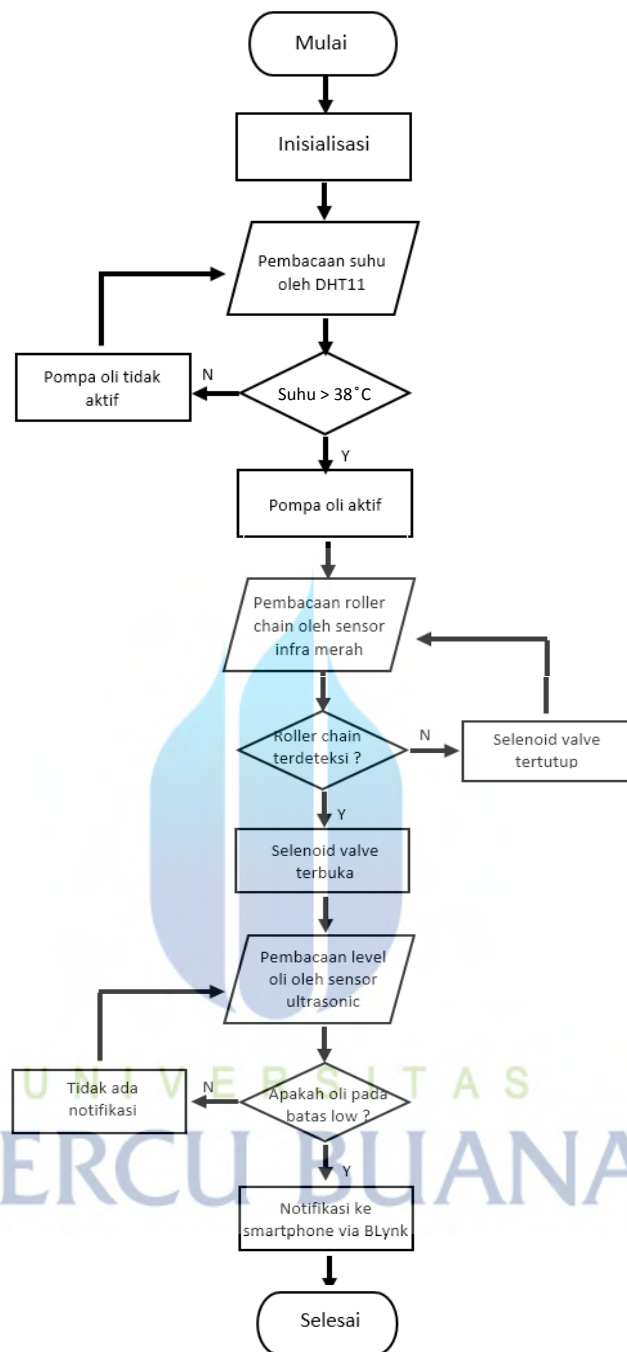 Mulai
Inisialisasi
Pembacaan suhu
oleh DHT11
Pompa oli tidak
aktif
N
Suhu > 38˚C
Y
Pompa oli aktif
Pembacaan roller
chain oleh sensor
infra merah
Roller chain
terdeteksi ?
N
Selenoid valve
tertutup
Y
Selenoid valve
terbuka
Pembacaan level
oli oleh sensor
ultrasonic
UNIVERSITAS
Tidak ada
notifikasi
N
Apakah oli pada
batas low ?
ERCU BUANA
Y
Notifikasi ke
smartphone via BLynk
Selesai